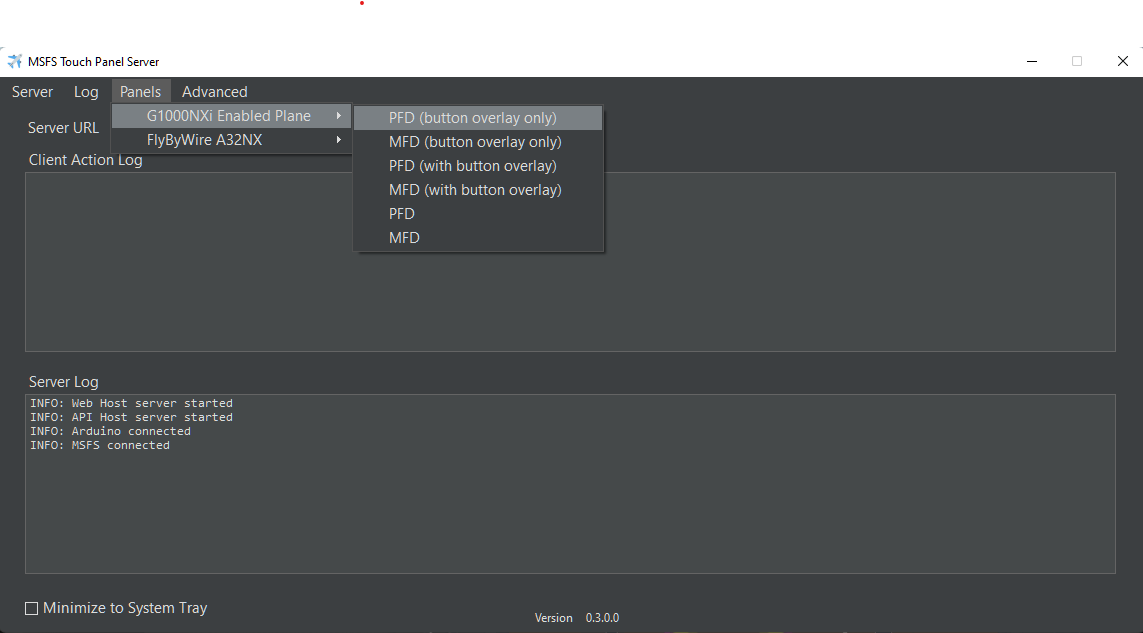 MSFS Touch Panel Server
Server Log Panels Advanced
G1000NXi Enabled Plane
FlyByWire A32NX
PFD (button overlay only)
MFD (button overlay only)
PFD (with button overlay)
MFD (with button overlay)
PFD
MFD
Server URL
Client Action Log
Server Log
INFO: Web Host server started
INFO: API Host server started
INFO: Arduino connected
INFO: MSFS connected
Minimize to System Tray
Version 0.3.0.0